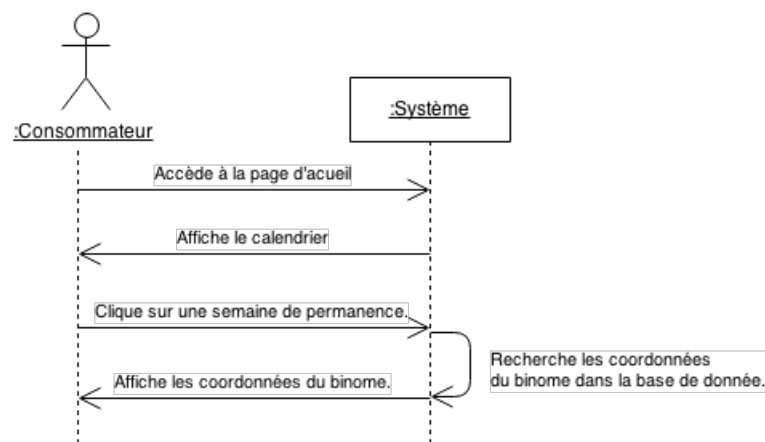 :Système
:Consommateur
Accède à la page d'acueil
Affiche le calendrier
Clique sur une semaine de permanence.
Recherche les coordonnées
du binome dans la base de donnée.
Affiche les coordonnées du binome.